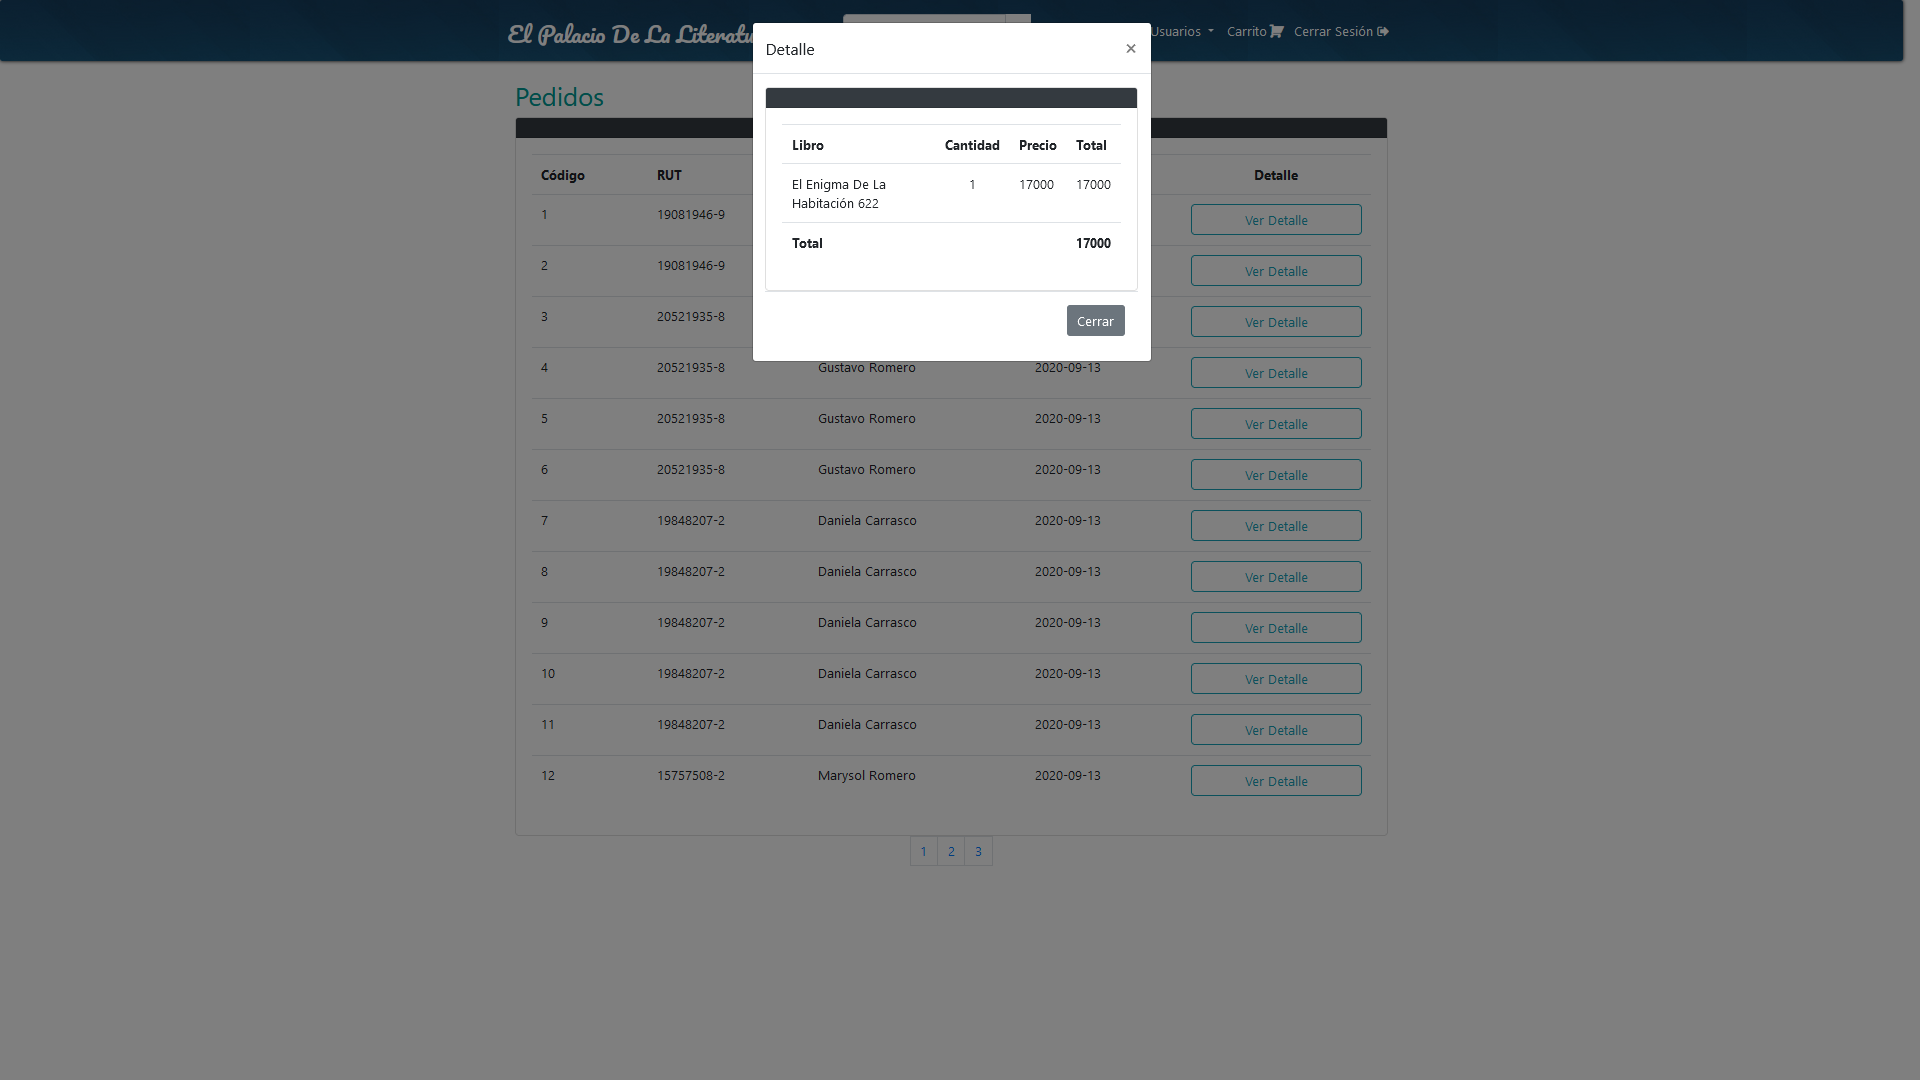 El Palacio De La Literatu
Usuarios
Carrito
Cerrar Sesión
Detalle
×
Libro Cantidad Precio Total
El Enigma De La Habitación 622 1 17000 17000
Total 17000
Cerrar
Pedidos
Código RUT Detalle
1 19081946-9 Ver Detalle
2 19081946-9 Ver Detalle
3 20521935-8 Ver Detalle
4 20521935-8 Gustavo Romero 2020-09-13 Ver Detalle
5 20521935-8 Gustavo Romero 2020-09-13 Ver Detalle
6 20521935-8 Gustavo Romero 2020-09-13 Ver Detalle
7 19848207-2 Daniela Carrasco 2020-09-13 Ver Detalle
8 19848207-2 Daniela Carrasco 2020-09-13 Ver Detalle
9 19848207-2 Daniela Carrasco 2020-09-13 Ver Detalle
10 19848207-2 Daniela Carrasco 2020-09-13 Ver Detalle
11 19848207-2 Daniela Carrasco 2020-09-13 Ver Detalle
12 15757508-2 Marysol Romero 2020-09-13 Ver Detalle
1 2 3